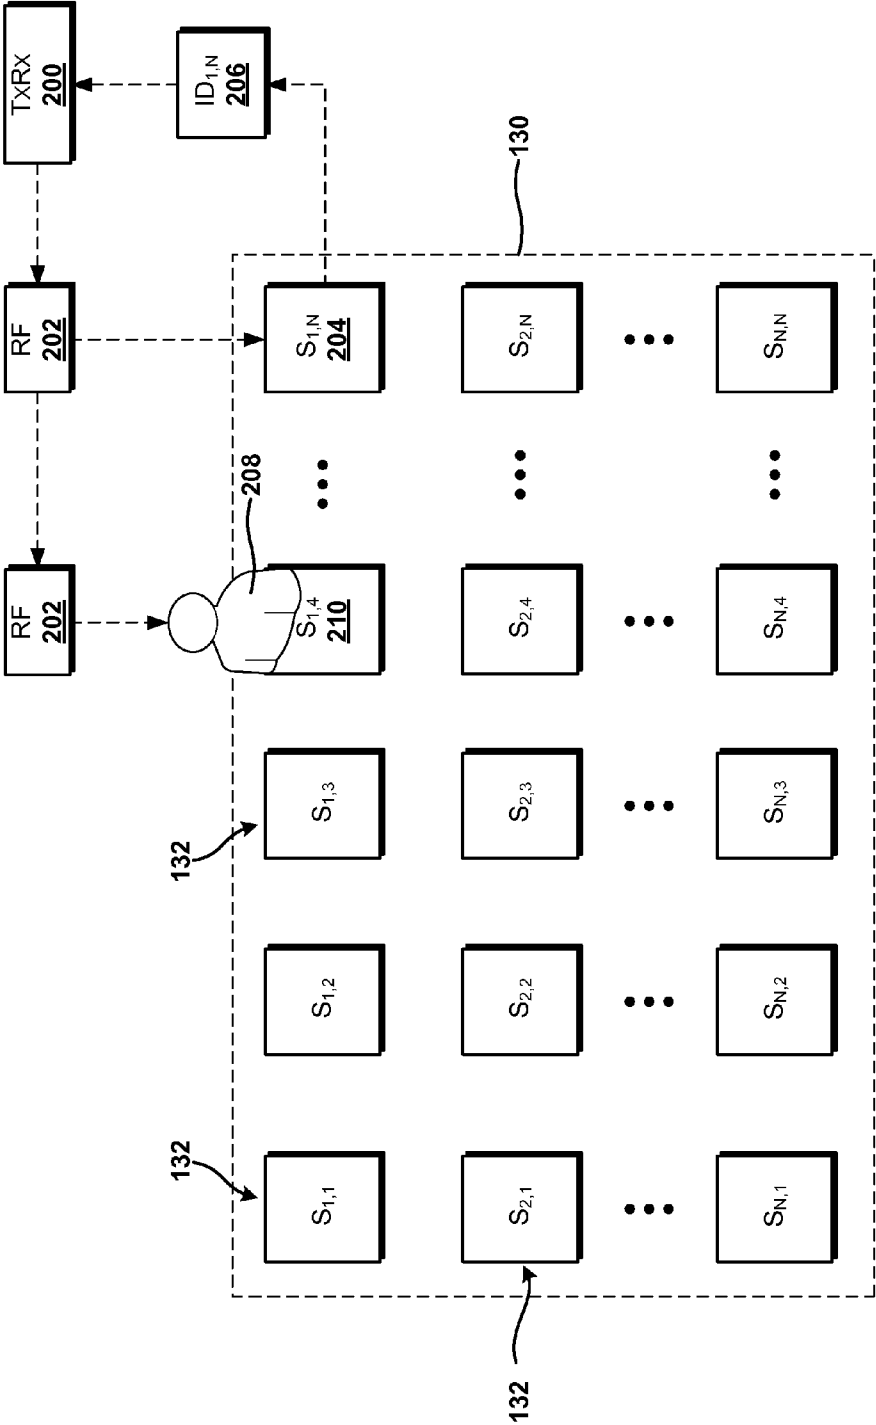 RF
202
RF
202
TxRx
200
132
132
ID1,N
206
208
S1,1
S1,2
S1,3
S1,4
210
S1,N
204
132
S2,1
S2,2
S2,3
S2,4
S2,N
130
SN,1
SN,2
SN,3
SN,4
SN,N